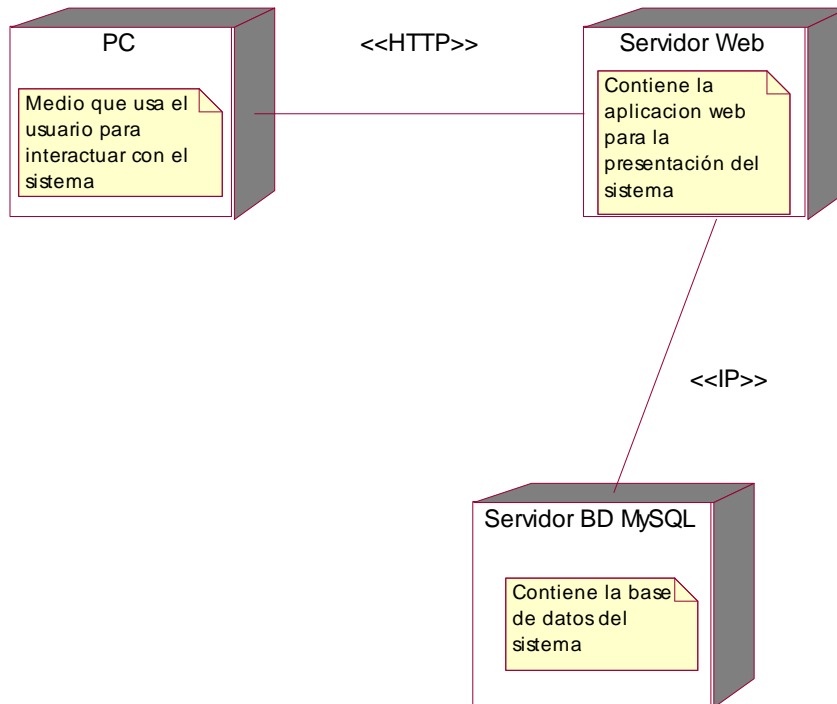 PC
<<HTTP>>
Servidor Web
Medio que usa el
usuario para
interactuar con el
sistema
Contiene la
aplicacion web
para la
presentación del
sistema
<<IP>>
Servidor BD MySQL
Contiene la base
de datos del
sistema